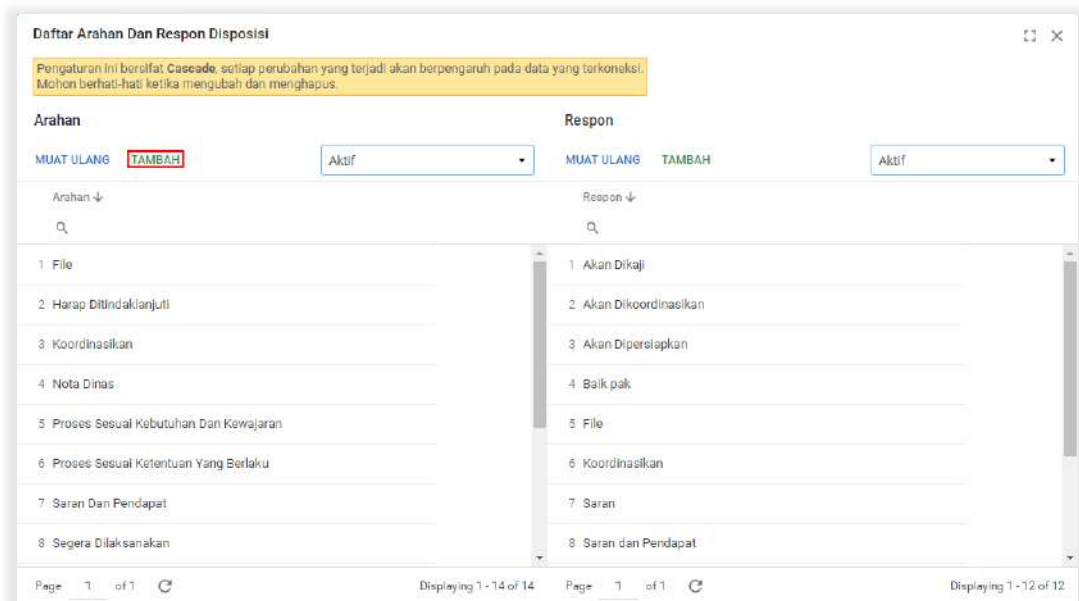 Daftar Arahan Dan Respon Disposisi
Pengaturan ini bersifat Cascade, setiap perubahan yang terjadi akan berpengaruh pada data yang terkoneksi.
Mohon berhati-hati ketika mengubah dan menghapus.
Arahan
MUAT ULANG TAMBAH Aktif
Arahan
1 File
2 Harap Ditindaklanjuti
3 Koordinasikan
4 Nota Dinas
5 Proses Sesuai Kebutuhan Dan Kewajaran
6 Proses Sesuai Ketentuan Yang Berlaku
7 Saran Dan Pendapat
8 Segera Dilaksanakan
Page 1 of 1 Displaying 1 - 14 of 14
Respon
MUAT ULANG TAMBAH Aktif
Respon
1 Akan Dikaji
2 Akan Dikoordinasikan
3 Akan Dipersiapkan
4 Baik pak
5 File
6 Koordinasikan
7 Saran
8 Saran dan Pendapat
Page 1 of 1 Displaying 1 - 12 of 12